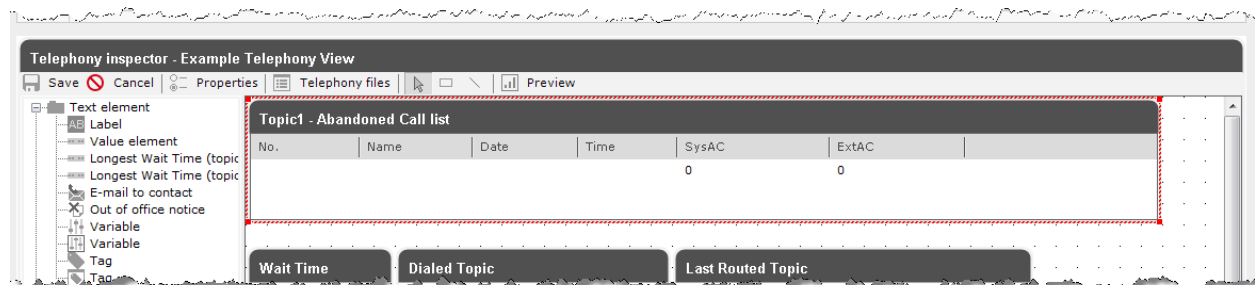 Telephony inspector - Example Telephony View
Save Cancel Properties Telephony files Preview
Text element
AB Label
Value element
Longest Wait Time (topic
Longest Wait Time (topic
E-mail to contact
Out of office notice
Variable
Variable
Tag
Tag
Topic1 - Abandoned Call list
No. Name Date Time SysAC ExtAC
0 0
Wait Time Dialed Topic Last Routed Topic